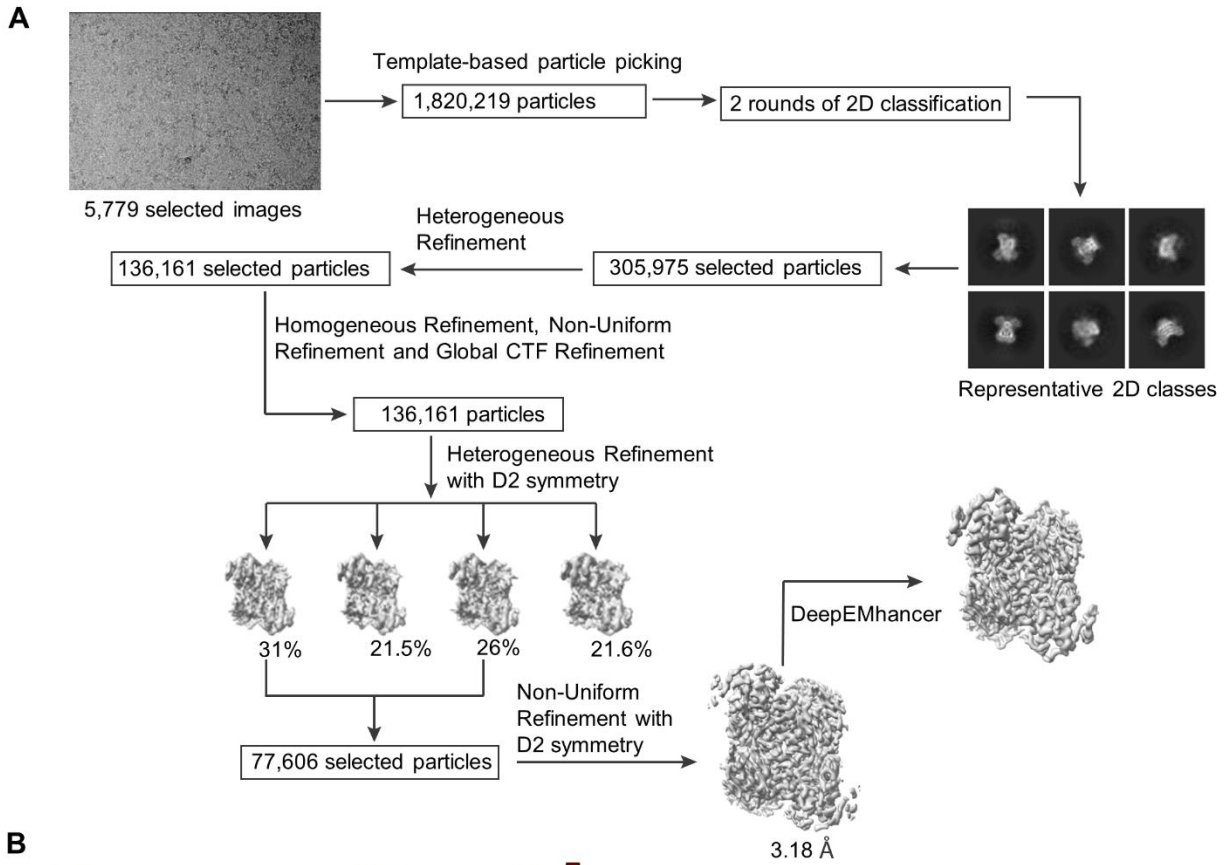 A
Template-based particle picking
1,820,219 particles
2 rounds of 2D classification
5,779 selected images
Heterogeneous
Refinement
136,161 selected particles
305,975 selected particles
Representative 2D classes
Homogeneous Refinement, Non-Uniform
Refinement and Global CTF Refinement
136,161 particles
Heterogeneous Refinement
with D2 symmetry
31%
21.5%
26%
21.6%
DeepEMhancer
Non-Uniform
Refinement with
D2 symmetry
77,606 selected particles
3.18 Å
B